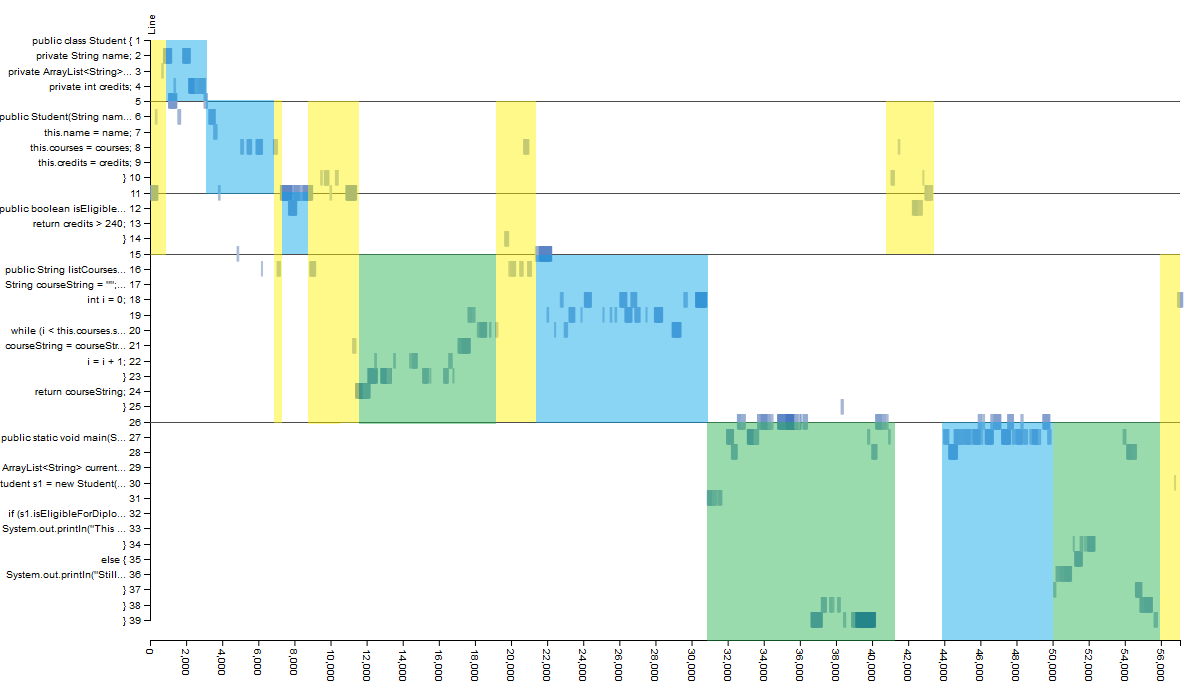 Line
public class Student { 1
private String name; 2
private ArrayList<String>... 3
private int credits; 4
5
public Student(String nam... 6
this.name = name; 7
this.courses = courses; 8
this.credits = credits; 9
} 10
11
public boolean isEligible... 12
return credits > 240; 13
} 14
15
public String listCourses... 16
String courseString = "";... 17
int i = 0; 18
19
while (i < this.courses.s... 20
courseString = courseStr... 21
i = i + 1; 22
} 23
return courseString; 24
} 25
26
public static void main(S... 27
28
ArrayList<String> current... 29
tudent s1 = new Student(... 30
31
if (s1.isEligibleForDiplo... 32
System.out.println("This ... 33
} 34
else { 35
System.out.println("Still... 36
} 37
} 38
} 39
0 2,000 4,000 6,000 8,000 10,000 12,000 14,000 16,000 18,000 20,000 22,000 24,000 26,000 28,000 30,000 32,000 34,000 36,000 38,000 40,000 42,000 44,000 46,000 48,000 50,000 52,000 54,000 56,000